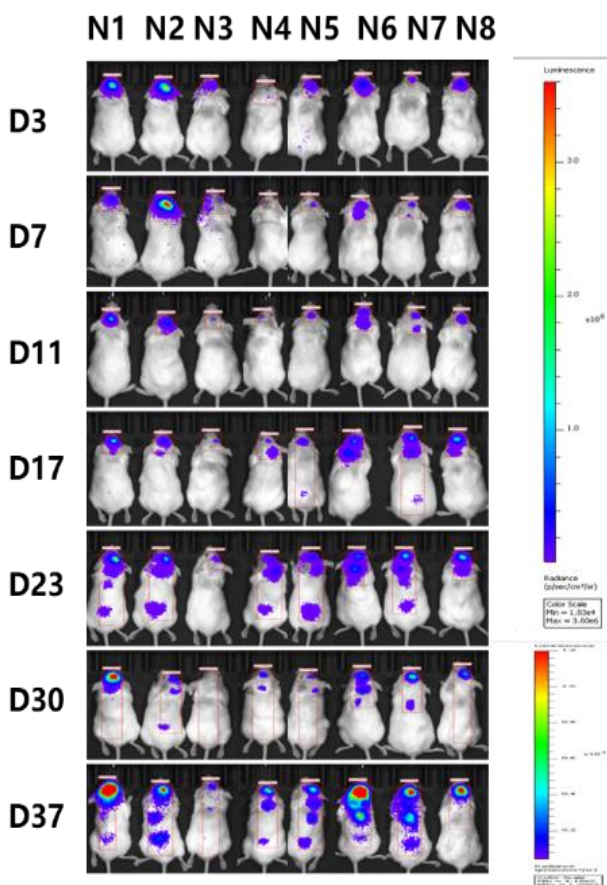 N1 N2 N3 N4 N5 N6 N7 N8
D3
D7
D11
D17
D23
D30
D37
Luminescence
3.0
2.0
x10⁶
1.0
Radiance
(p/sec/cm²/sr)
Color Scale
Min = 1.83e4
Max = 3.60e6